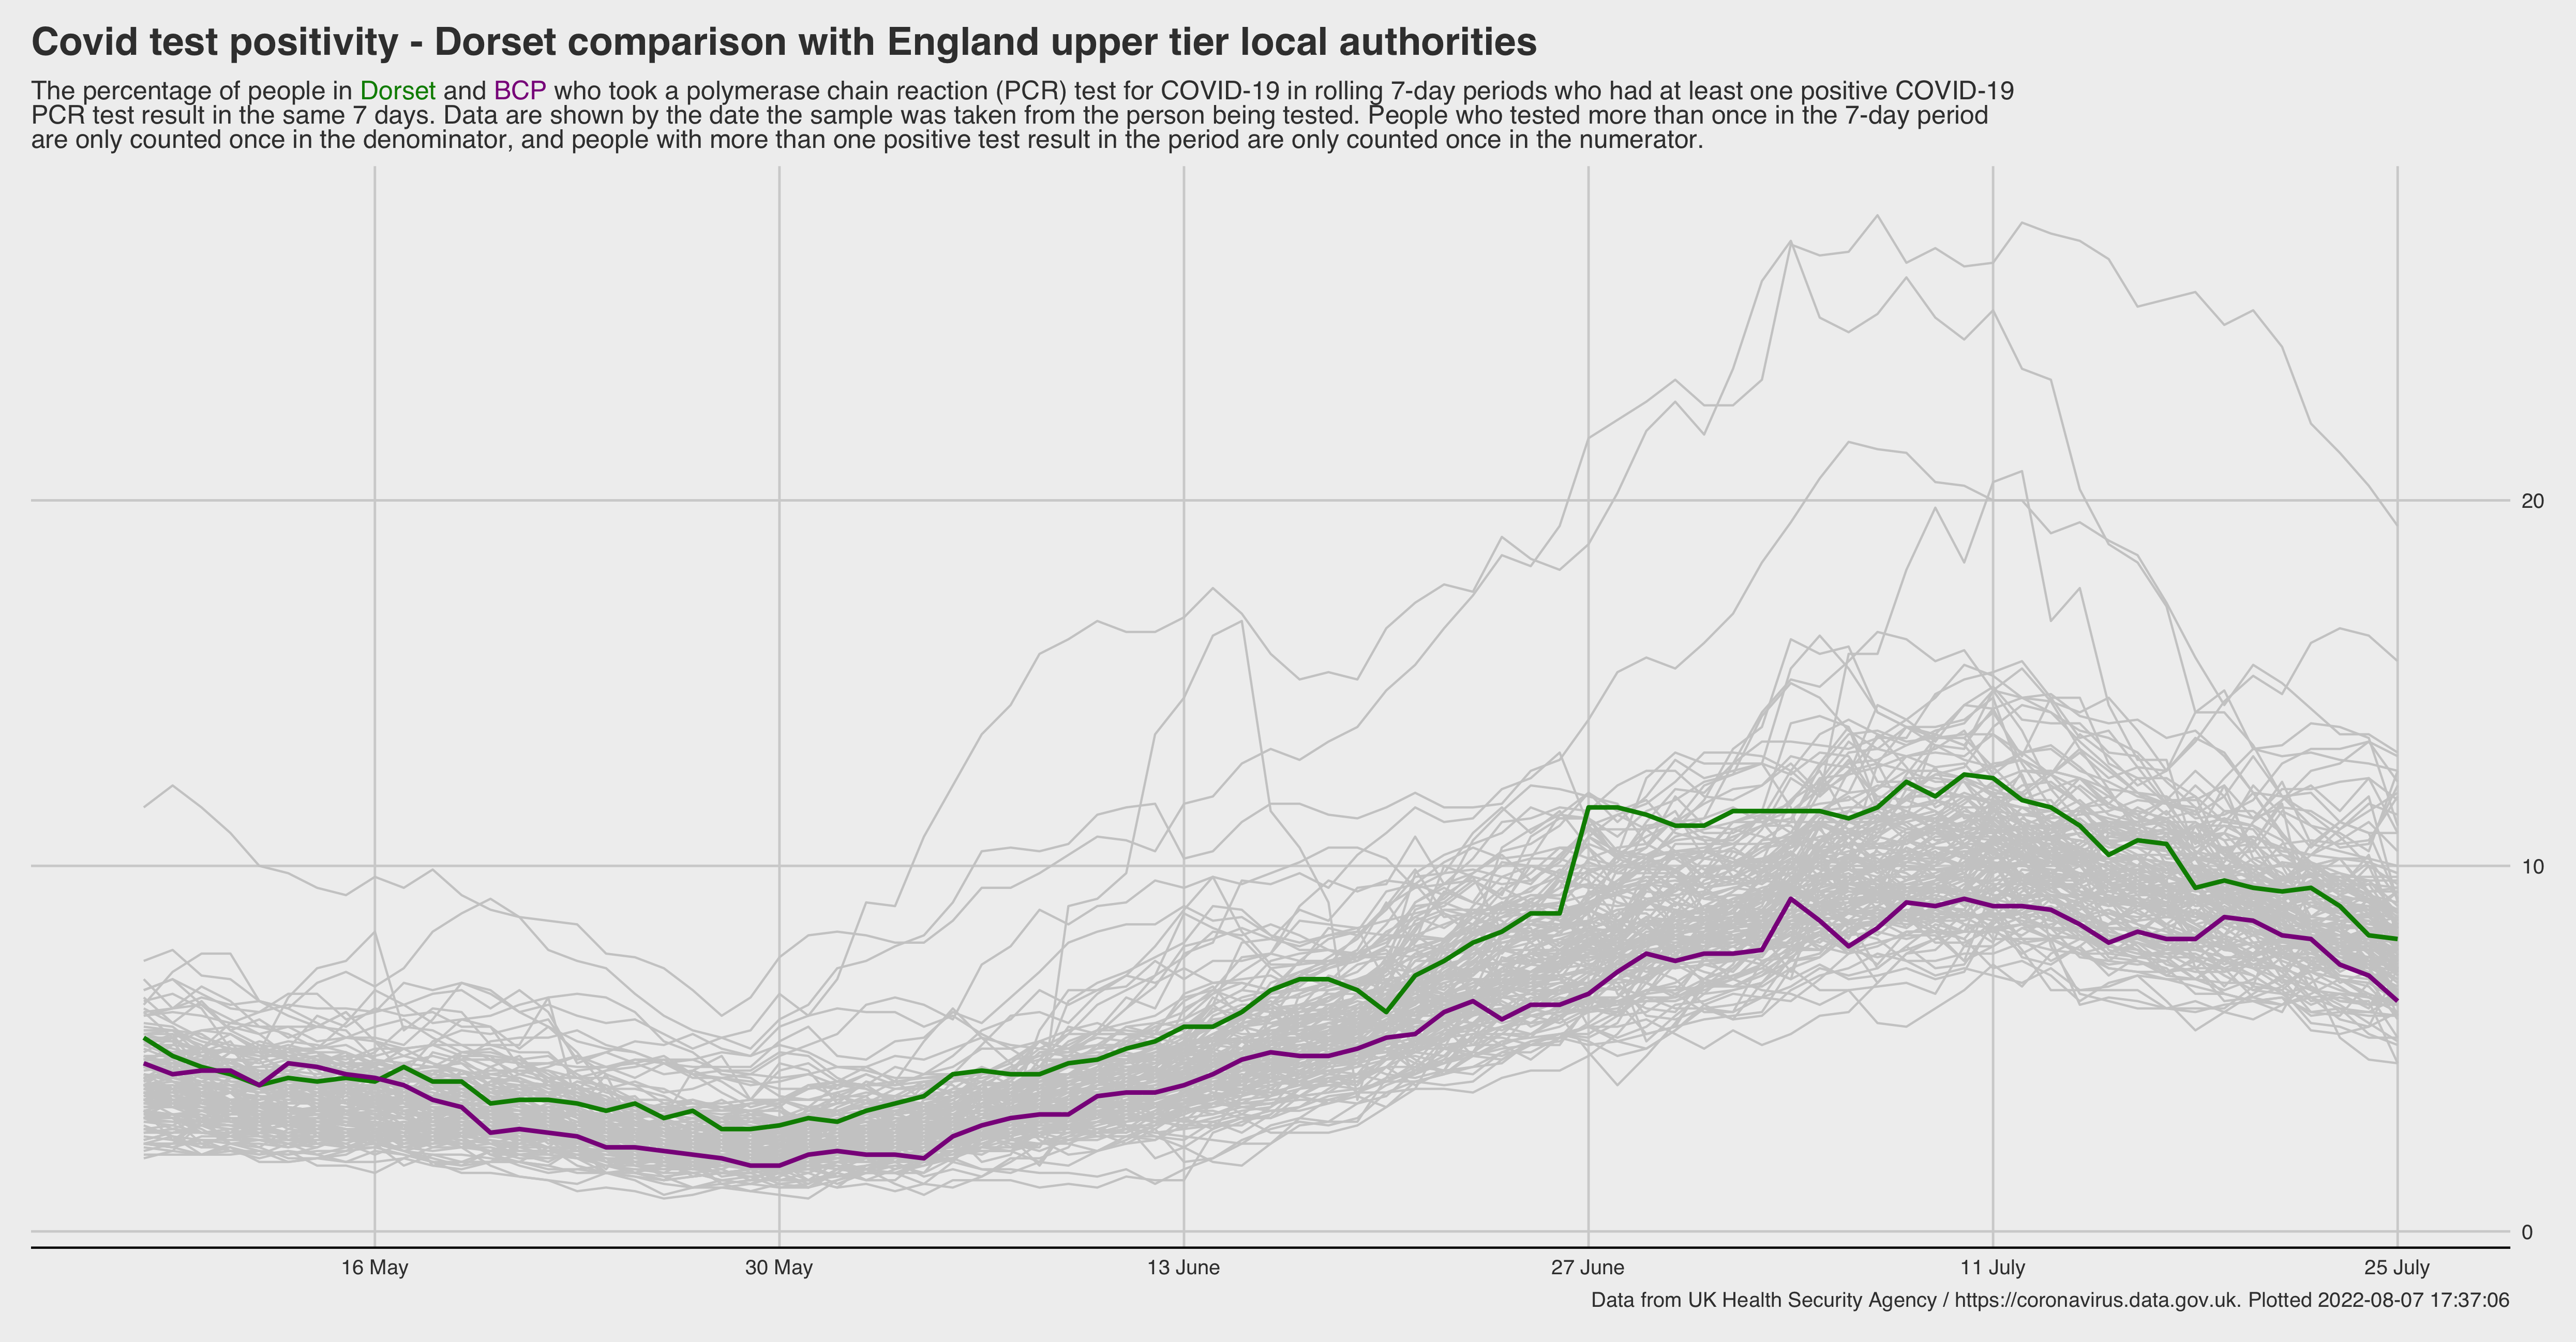 Covid test positivity - Dorset comparison with England upper tier local authorities
The percentage of people in Dorset and BCP who took a polymerase chain reaction (PCR) test for COVID-19 in rolling 7-day periods who had at least one positive COVID-19
PCR test result in the same 7 days. Data are shown by the date the sample was taken from the person being tested. People who tested more than once in the 7-day period
are only counted once in the denominator, and people with more than one positive test result in the period are only counted once in the numerator.
20
10
0
16 May
30 May
13 June
27 June
11 July
25 July
Data from UK Health Security Agency / https://coronavirus.data.gov.uk. Plotted 2022-08-07 17:37:06